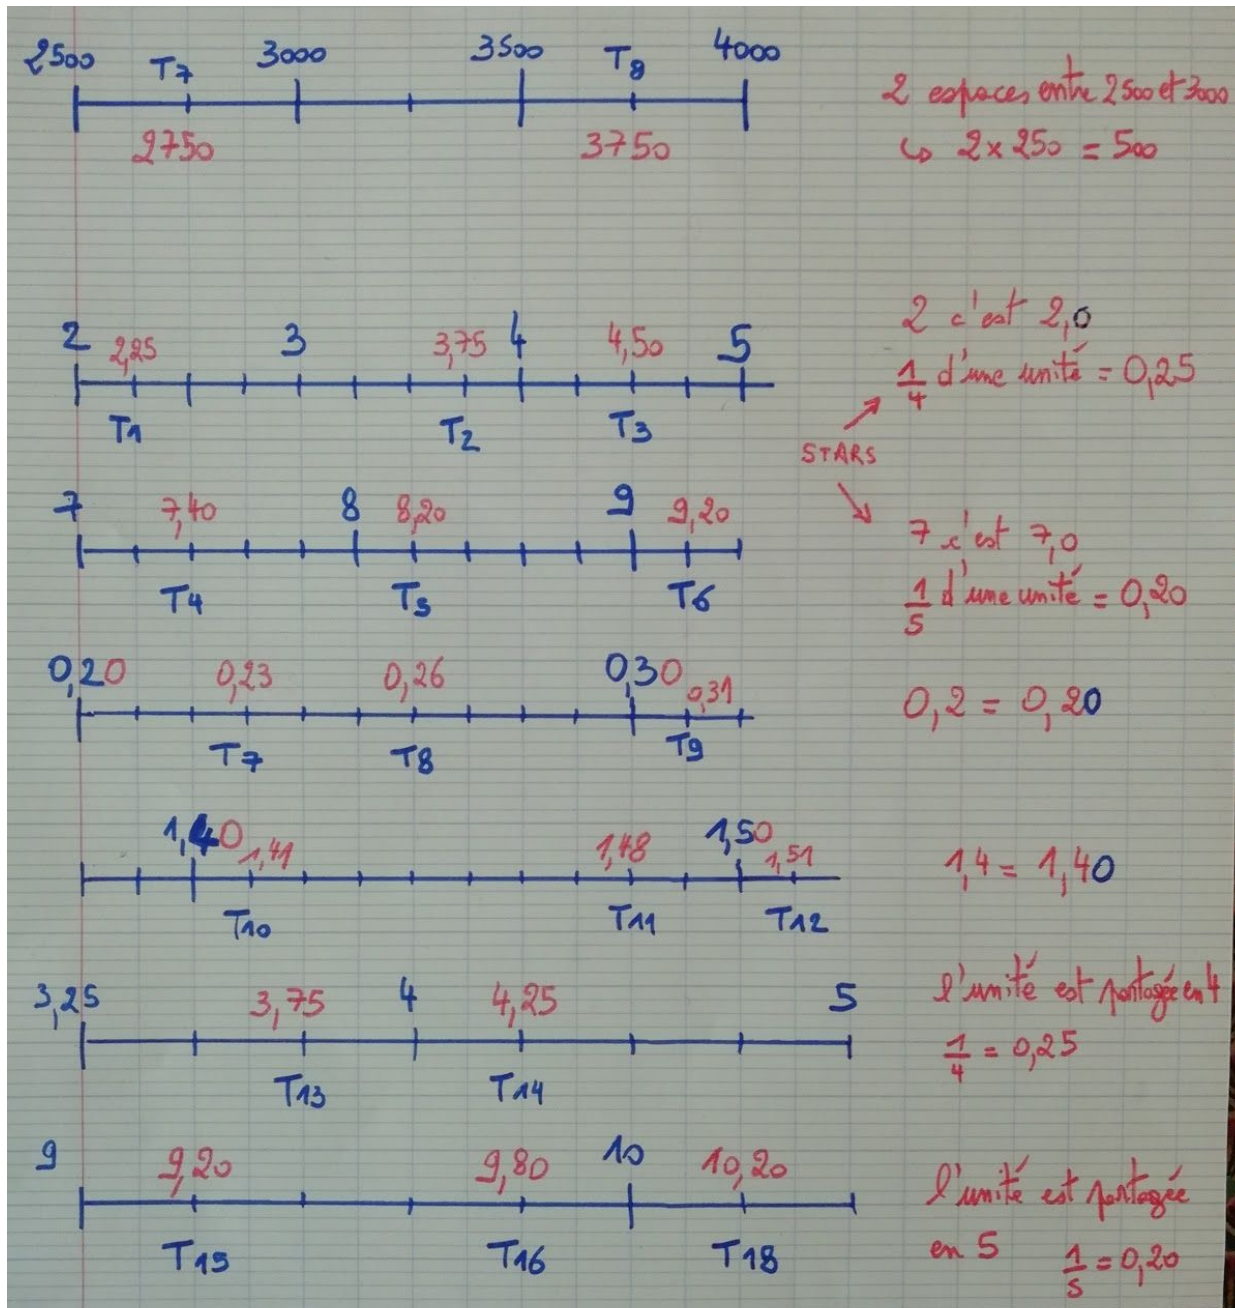 2500 T7 3000 3500 T8 4000
2750 3750
2 espaces entre 2500 et 3000
↳ 2 × 250 = 500
2 2,25 3 3,75 4 4,50 5
T1 T2 T3
2 c'est 2,0
1/4 d'une unité = 0,25
STARS
7 7,40 8 8,20 9 9,20
T4 T5 T6
7 c'est 7,0
1/5 d'une unité = 0,20
0,20 0,23 0,26 0,30 0,31
T7 T8 T9
0,2 = 0,20
1,40 1,41 1,48 1,50 1,51
T10 T11 T12
1,4 = 1,40
3,25 3,75 4 4,25 5
T13 T14
l'unité est partagée en 4
1/4 = 0,25
9 9,20 9,80 10 10,20
T15 T16 T18
l'unité est partagée
en 5 1/5 = 0,20